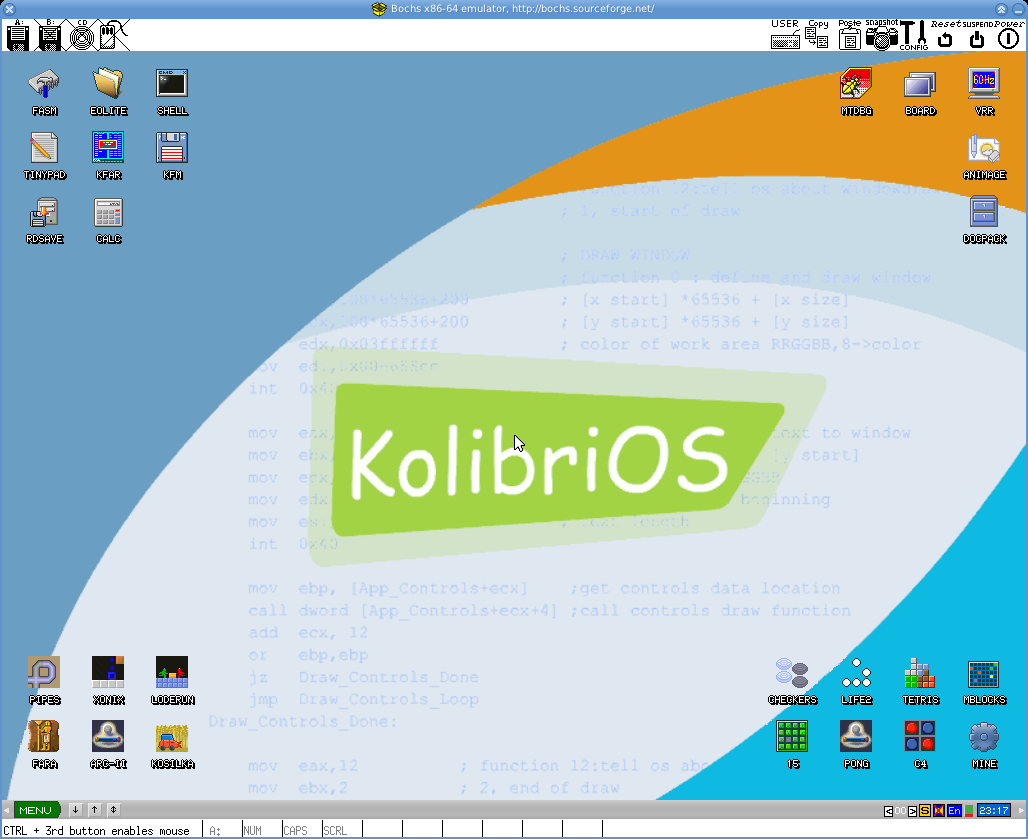 Bochs x86-64 emulator, http://bochs.sourceforge.net/
A: B: CD USER Copy Paste snapshot CONFIG Reset SUSPEND Power
FASM EOLITE SHELL MTDBG BOARD 60Hz VRR
TINYPAD KFAR KFM ANIMAGE
RDSAVE CALC DOCPACK
function 12:tell os about windowdraw
; 1, start of draw
; DRAW WINDOW
; function 0 : define and draw window
100*65536+200 ; [x start] *65536 + [x size]
ecx,100*65536+200 ; [y start] *65536 + [y size]
edx,0x03ffffff ; color of work area RRGGBB,8->color
mov edi,0x006688cc
int 0x40
mov eax, text to window
mov ebx, start]
mov ecx,
mov edx beginning
mov ; text length
int 0x40
KolibriOS
mov ebp, [App_Controls+ecx] ;get controls data location
call dword [App_Controls+ecx+4] ;call controls draw function
add ecx, 12
or ebp,ebp
jz Draw_Controls_Done
jmp Draw_Controls_Loop
Draw_Controls_Done:
mov eax,12 ; function 12:tell os abo
mov ebx,2 ; 2, end of draw
PIPES XONIX LODERUN CHECKERS LIFE2 TETRIS MBLOCKS
FARA ARC-II KOSILKA 15 PONG C4 MINE
MENU < 00 > S En 23:17
CTRL + 3rd button enables mouse A: NUM CAPS SCRL